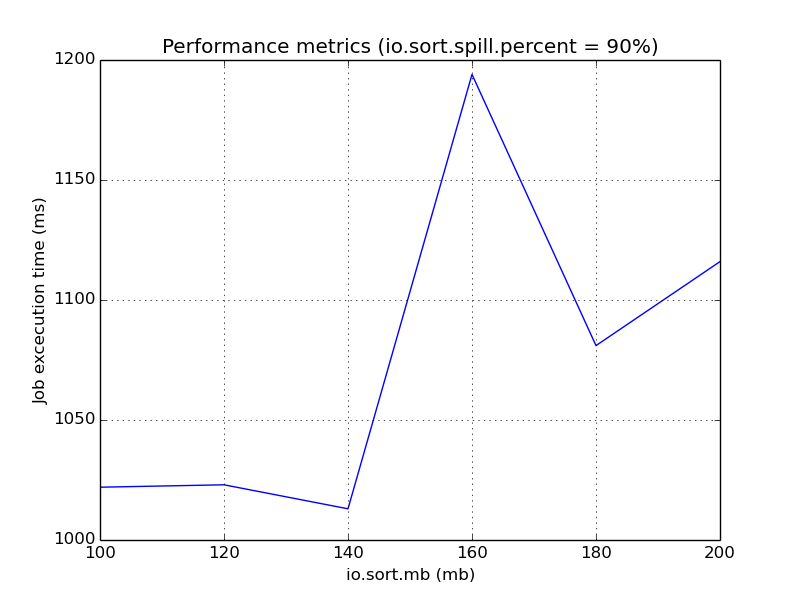 Performance metrics (io.sort.spill.percent = 90%)
1200
1150
1100
1050
1000
Job excecution time (ms)
100 120 140 160 180 200
io.sort.mb (mb)